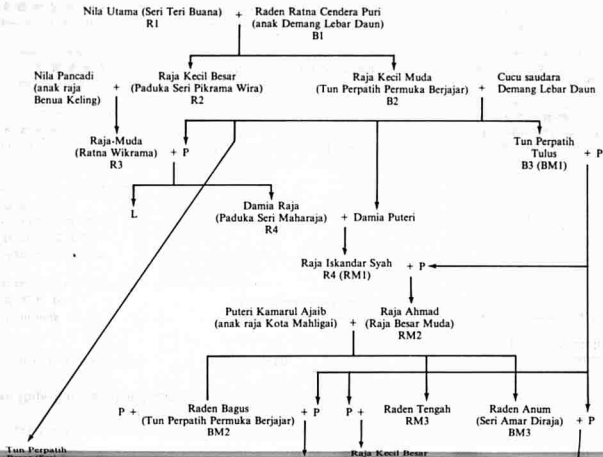 Nila Utama (Seri Teri Buana) + Raden Ratna Cendera Puri
R1 (anak Demang Lebar Daun)
B1
Nila Pancadi Raja Kecil Besar Raja Kecil Muda Cucu saudara
(anak raja + (Paduka Seri Pikrama Wira) (Tun Perpatih Permuka Berjajar) + Demang Lebar Daun
Benua Keling) R2 B2
Raja-Muda Tun Perpatih
(Ratna Wikrama) + P Tulus + P
R3 B3 (BM1)
L Damia Raja
(Paduka Seri Maharaja) + Damia Puteri
R4
Raja Iskandar Syah + P
R4 (RM1)
Puteri Kamarul Ajaib Raja Ahmad
(anak raja Kota Mahligai) + (Raja Besar Muda)
RM2
P + Raden Bagus + P P + Raden Tengah Raden Anum + P
(Tun Perpatih Permuka Berjajar) RM3 (Seri Amar Diraja)
BM2 BM3
Tun Perpatih Raja Kecil Besar